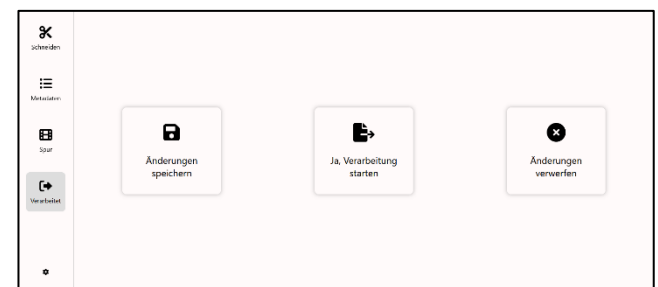 Schneiden
Metadaten
Spur
Verarbeitet
Änderungen
speichern
Ja, Verarbeitung
starten
Änderungen
verwerfen